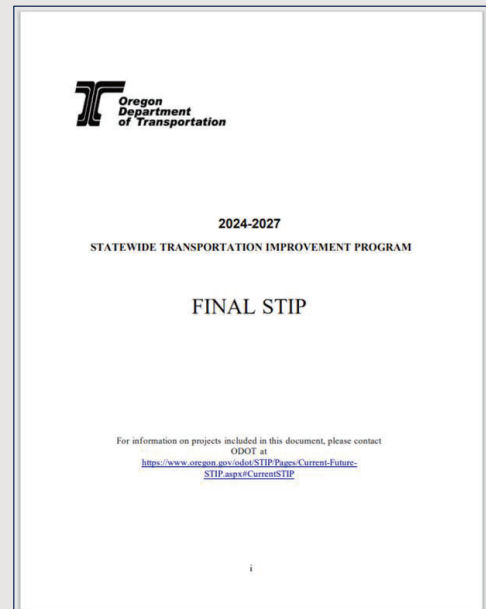 Oregon
Department
of Transportation
2024-2027
STATEWIDE TRANSPORTATION IMPROVEMENT PROGRAM
FINAL STIP
For information on projects included in this document, please contact
ODOT at
https://www.oregon.gov/odot/STIP/Pages/Current-Future-
STIP.aspx#CurrentSTIP
i